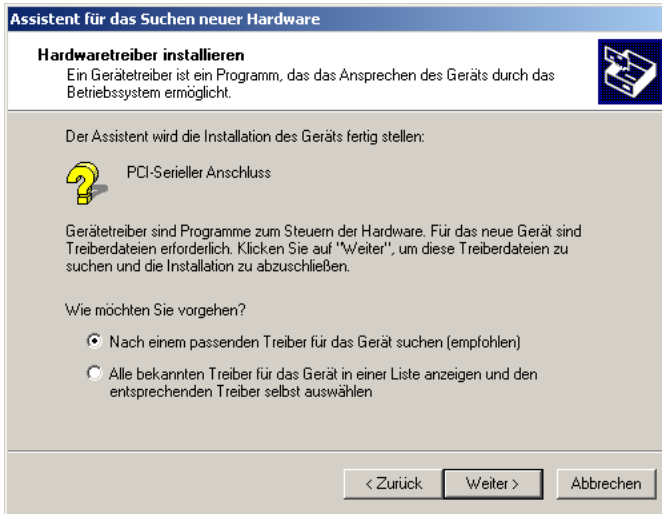 Assistent für das Suchen neuer Hardware
Hardwaretreiber installieren
Ein Gerätetreiber ist ein Programm, das das Ansprechen des Geräts durch das
Betriebssystem ermöglicht.
Der Assistent wird die Installation des Geräts fertig stellen:
PCI-Serieller Anschluss
Gerätetreiber sind Programme zum Steuern der Hardware. Für das neue Gerät sind
Treiberdateien erforderlich. Klicken Sie auf "Weiter", um diese Treiberdateien zu
suchen und die Installation zu abzuschließen.
Wie möchten Sie vorgehen?
Nach einem passenden Treiber für das Gerät suchen (empfohlen)
Alle bekannten Treiber für das Gerät in einer Liste anzeigen und den
entsprechenden Treiber selbst auswählen
< Zurück
Weiter >
Abbrechen